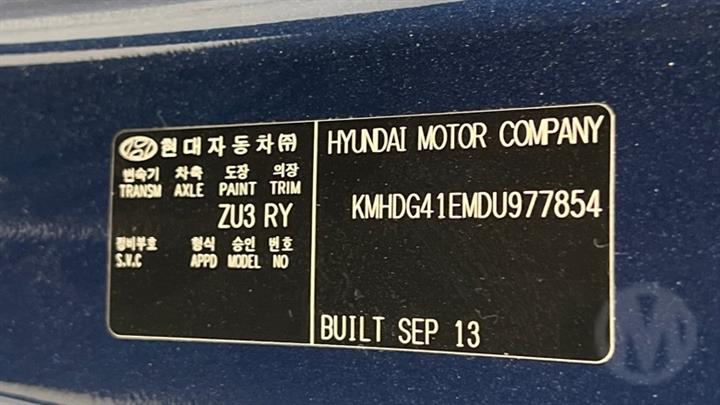 현대자동차㈜
변속기 차축 도장 의장
TRANSM AXLE PAINT TRIM
ZU3 RY
정비부호 형식 승인 번호
S.V.C APPD MODEL NO
HYUNDAI MOTOR COMPANY
KMHDG41EMDU977854
BUILT SEP 13
M